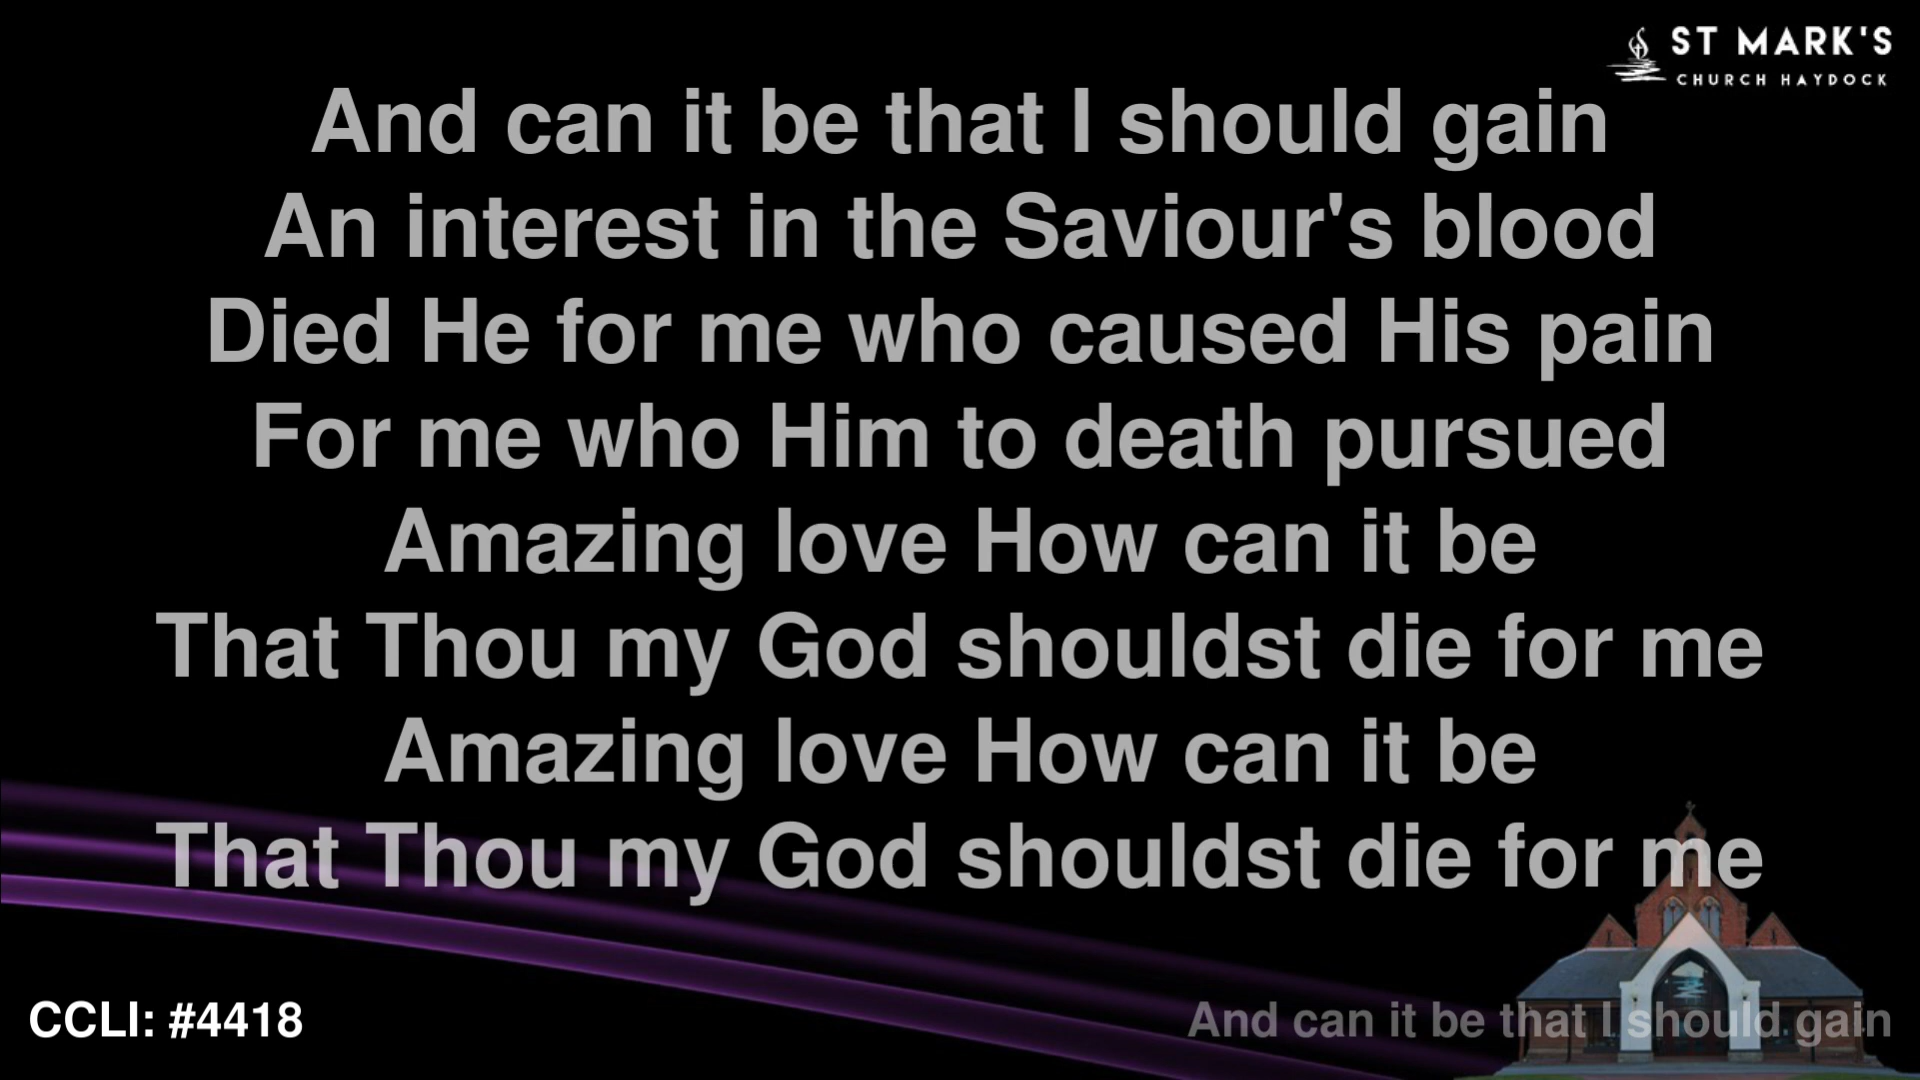 ST MARK'S
CHURCH HAYDOCK
And can it be that I should gain
An interest in the Saviour's blood
Died He for me who caused His pain
For me who Him to death pursued
Amazing love How can it be
That Thou my God shouldst die for me
Amazing love How can it be
That Thou my God shouldst die for me
CCLI: #4418
And can it be that I should gain